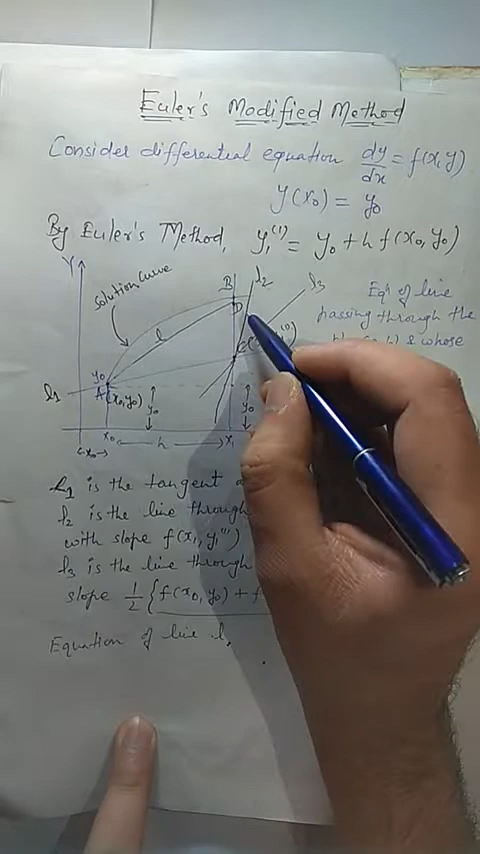 Euler's Modified Method
Consider differential equation dy/dx = f(x, y)
y(x₀) = y₀
By Euler's Method, y₁⁽¹⁾ = y₀ + h f(x₀, y₀)
Y
Solution Curve
B
l₂
l₃
D
l
Eqⁿ of line
passing through the
& whose
C
y₀
l₁
A(x₀, y₀)
y₀
y₀
x₀
h
x₁
x₀
l₁ is the tangent
l₂ is the line through
with slope f(x₁, y₁⁽¹⁾)
l₃ is the line through
slope 1/2 {f(x₀, y₀) + f
Equation of line l,